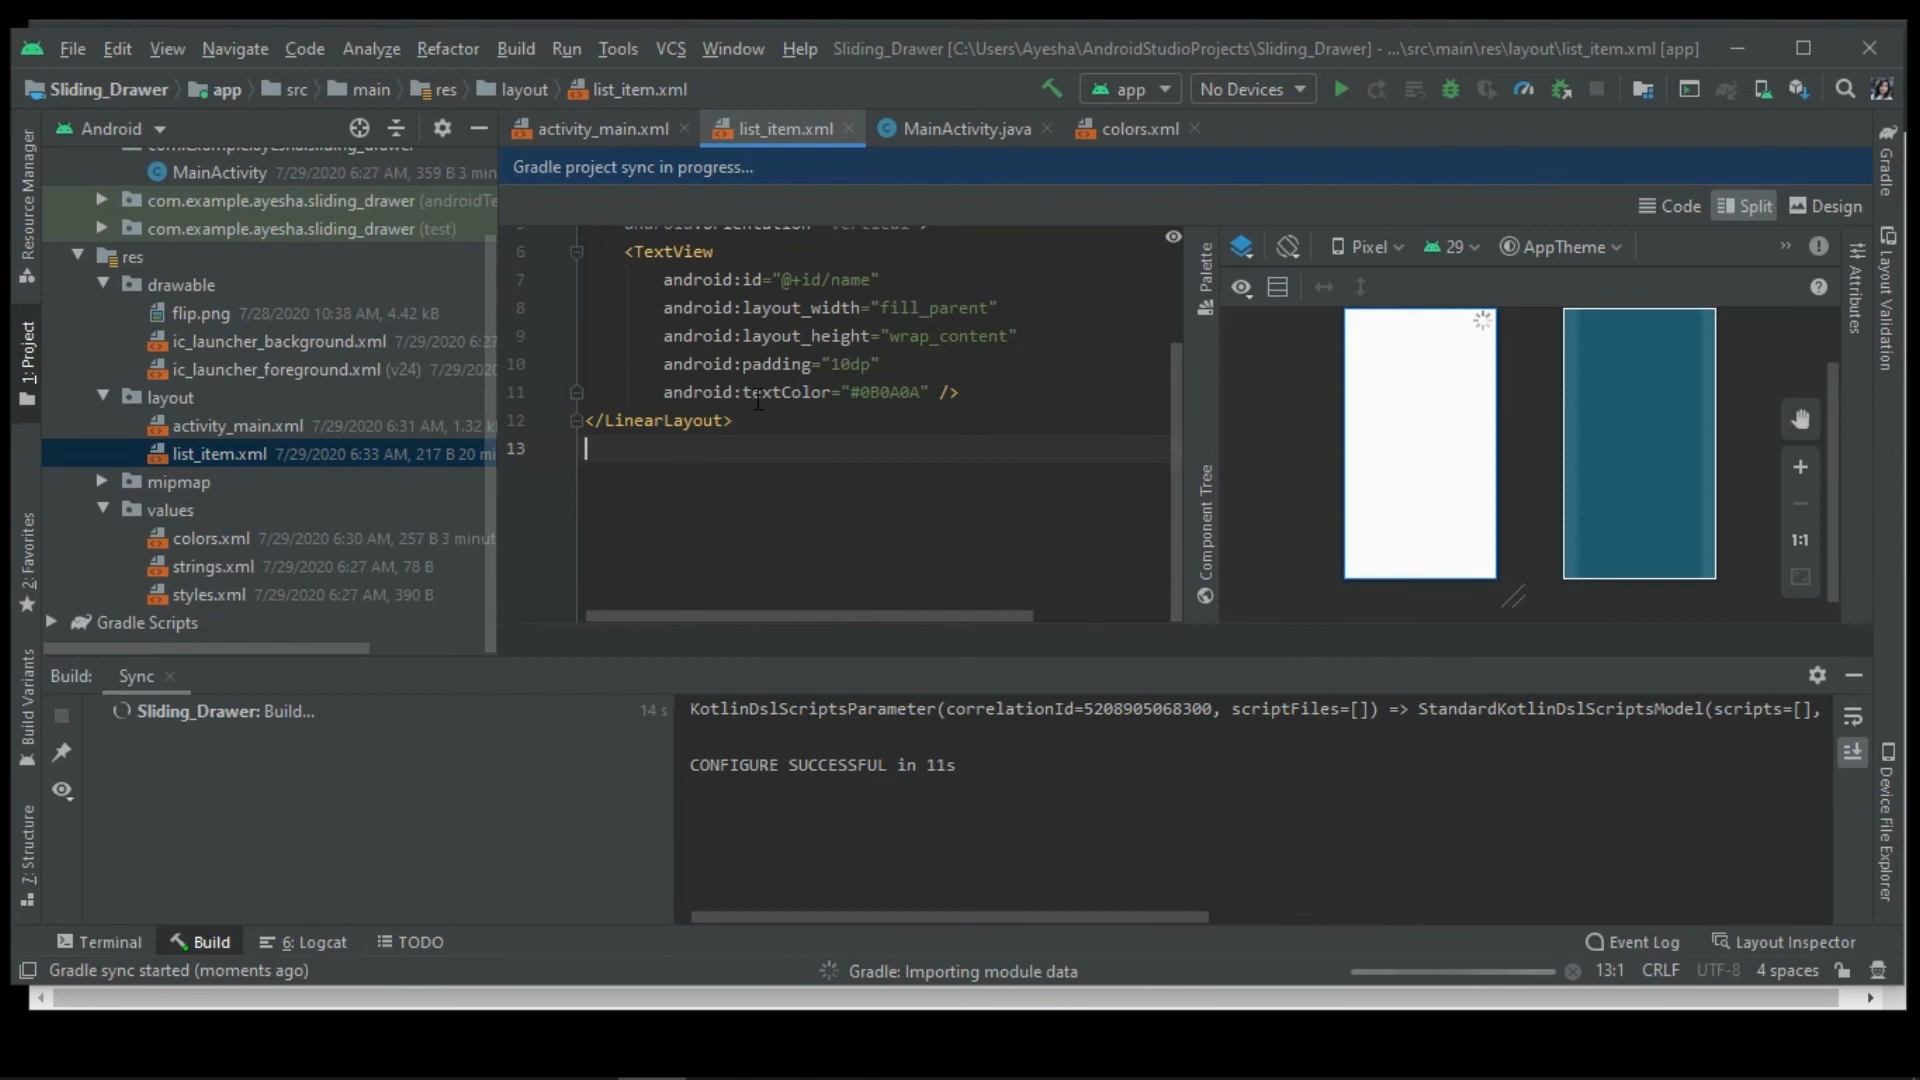 File Edit View Navigate Code Analyze Refactor Build Run Tools VCS Window Help Sliding_Drawer [C:\Users\Ayesha\AndroidStudioProjects\Sliding_Drawer] - ...\src\main\res\layout\list_item.xml [app]
Sliding_Drawer app src main res layout list_item.xml app No Devices
Android
activity_main.xml list_item.xml MainActivity.java colors.xml
Gradle project sync in progress...
Code Split Design
MainActivity 7/29/2020 6:27 AM, 359 B 3 min
com.example.ayesha.sliding_drawer (androidTe
com.example.ayesha.sliding_drawer (test)
res
drawable
flip.png 7/28/2020 10:38 AM, 4.42 kB
ic_launcher_background.xml 7/29/2020 6:27
ic_launcher_foreground.xml (v24) 7/29/2020
layout
activity_main.xml 7/29/2020 6:31 AM, 1.32 k
list_item.xml 7/29/2020 6:33 AM, 217 B 20 min
mipmap
values
colors.xml 7/29/2020 6:30 AM, 257 B 3 minut
strings.xml 7/29/2020 6:27 AM, 78 B
styles.xml 7/29/2020 6:27 AM, 390 B
Gradle Scripts
6 <TextView
7 android:id="@+id/name"
8 android:layout_width="fill_parent"
9 android:layout_height="wrap_content"
10 android:padding="10dp"
11 android:textColor="#0B0A0A" />
12 </LinearLayout>
13
Pixel 29 AppTheme
1:1
Palette
Component Tree
Attributes
Gradle
Layout Validation
Device File Explorer
Resource Manager
1: Project
2: Favorites
Build Variants
7: Structure
Build: Sync
Sliding_Drawer: Build... 14 s
KotlinDslScriptsParameter(correlationId=5208905068300, scriptFiles=[]) => StandardKotlinDslScriptsModel(scripts=[],
CONFIGURE SUCCESSFUL in 11s
Terminal Build 6: Logcat TODO Event Log Layout Inspector
Gradle sync started (moments ago) Gradle: Importing module data 13:1 CRLF UTF-8 4 spaces